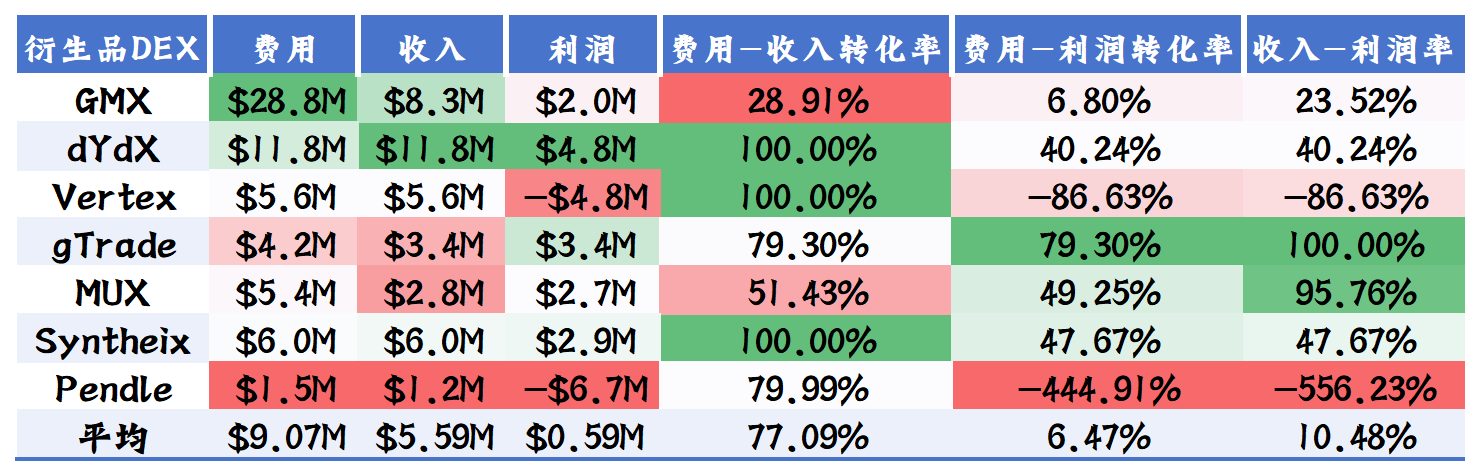 衍生品DEX 费用 收入 利润 费用-收入转化率 费用-利润转化率 收入-利润率
GMX $28.8M $8.3M $2.0M 28.91% 6.80% 23.52%
dYdX $11.8M $11.8M $4.8M 100.00% 40.24% 40.24%
Vertex $5.6M $5.6M -$4.8M 100.00% -86.63% -86.63%
gTrade $4.2M $3.4M $3.4M 79.30% 79.30% 100.00%
MUX $5.4M $2.8M $2.7M 51.43% 49.25% 95.76%
Syntheix $6.0M $6.0M $2.9M 100.00% 47.67% 47.67%
Pendle $1.5M $1.2M -$6.7M 79.99% -444.91% -556.23%
平均 $9.07M $5.59M $0.59M 77.09% 6.47% 10.48%